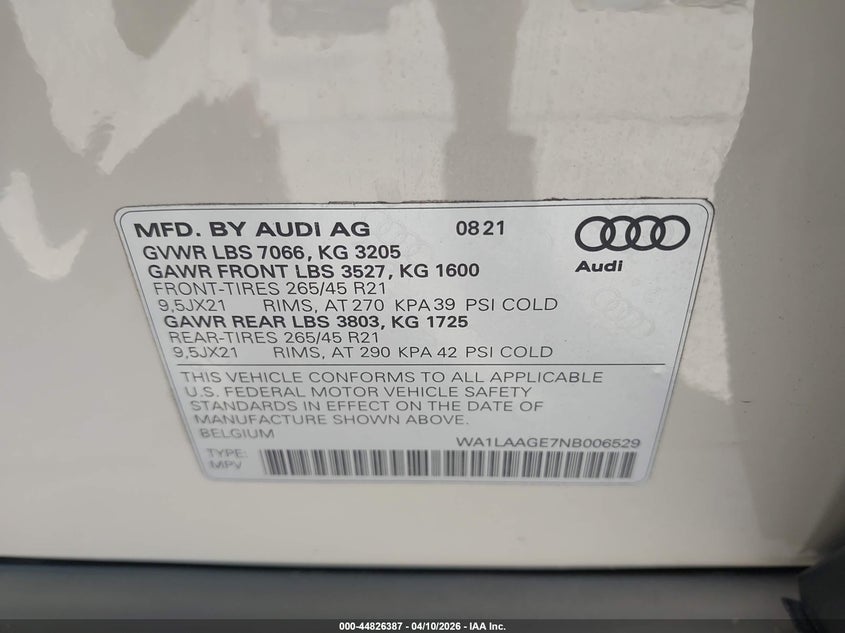 MFD. BY AUDI AG 0821
GVWR LBS 7066, KG 3205
GAWR FRONT LBS 3527, KG 1600
Audi
FRONT-TIRES 265/45 R21
9,5JX21 RIMS, AT 270 KPA 39 PSI COLD
GAWR REAR LBS 3803, KG 1725
REAR-TIRES 265/45 R21
9,5JX21 RIMS, AT 290 KPA 42 PSI COLD
THIS VEHICLE CONFORMS TO ALL APPLICABLE
U.S. FEDERAL MOTOR VEHICLE SAFETY
STANDARDS IN EFFECT ON THE DATE OF
MANUFACTURE SHOWN ABOVE.
BELGIUM WA1LAAGE7NB006529
TYPE:
MPV
000-44826387 - 04/10/2026 - IAA Inc.